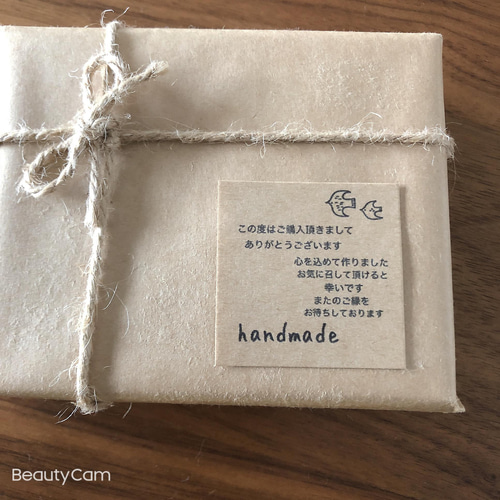 この度はご購入頂きまして
ありがとうございます
心を込めて作りました
お気に召して頂けると
幸いです
またのご縁を
お待ちしております
handmade
BeautyCam